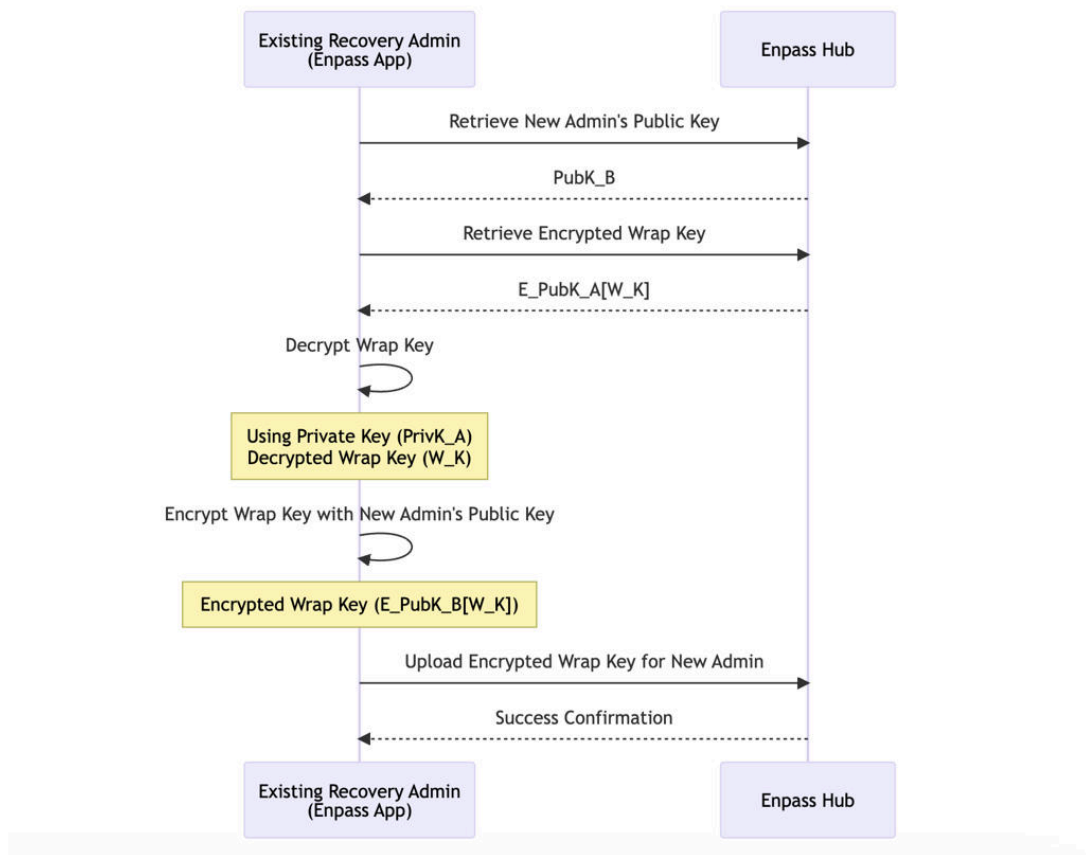 Existing Recovery Admin
(Enpass App)
Enpass Hub
Retrieve New Admin's Public Key
PubK_B
Retrieve Encrypted Wrap Key
E_PubK_A[W_K]
Decrypt Wrap Key
Using Private Key (PrivK_A)
Decrypted Wrap Key (W_K)
Encrypt Wrap Key with New Admin's Public Key
Encrypted Wrap Key (E_PubK_B[W_K])
Upload Encrypted Wrap Key for New Admin
Success Confirmation
Existing Recovery Admin
(Enpass App)
Enpass Hub